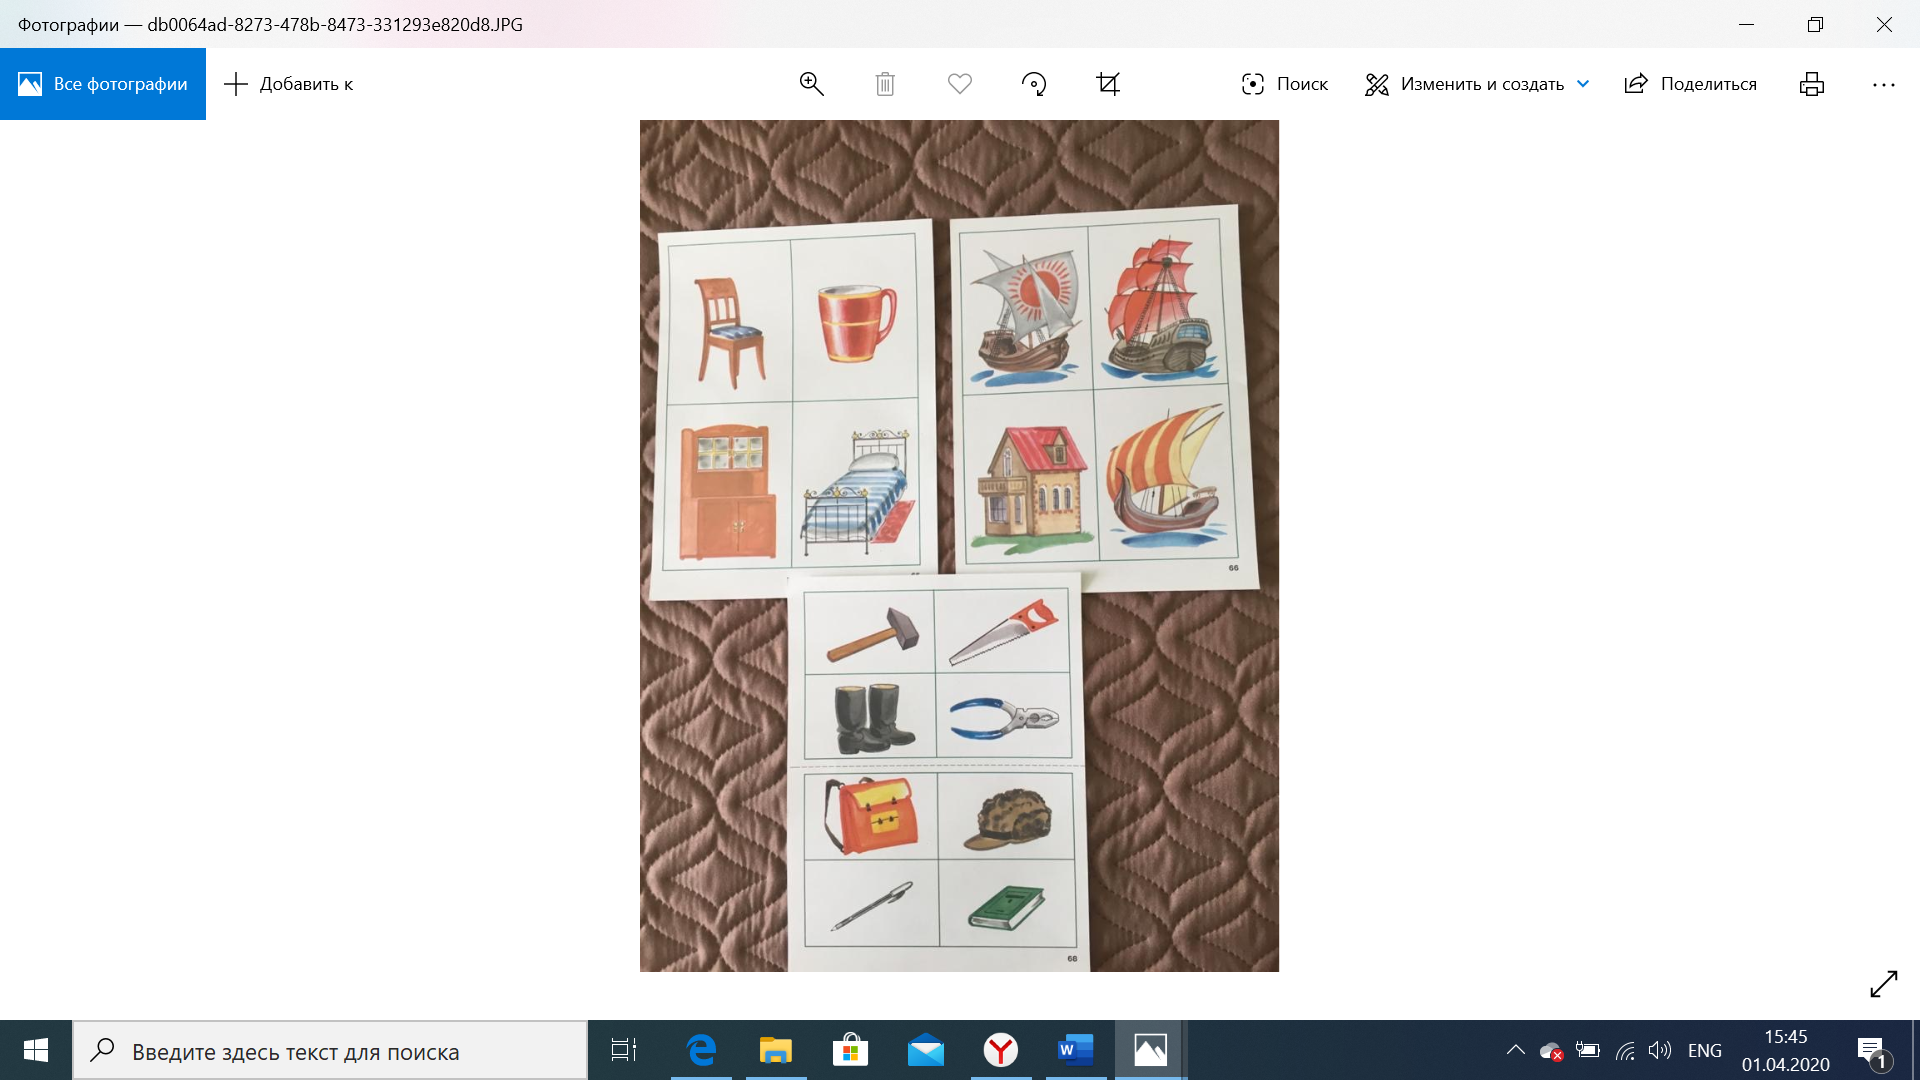 Фотографии — db0064ad-8273-478b-8473-331293e820d8.JPG
Все фотографии
Добавить к
Поиск
Изменить и создать
Поделиться
66
68
Введите здесь текст для поиска
ENG
15:45
01.04.2020
1